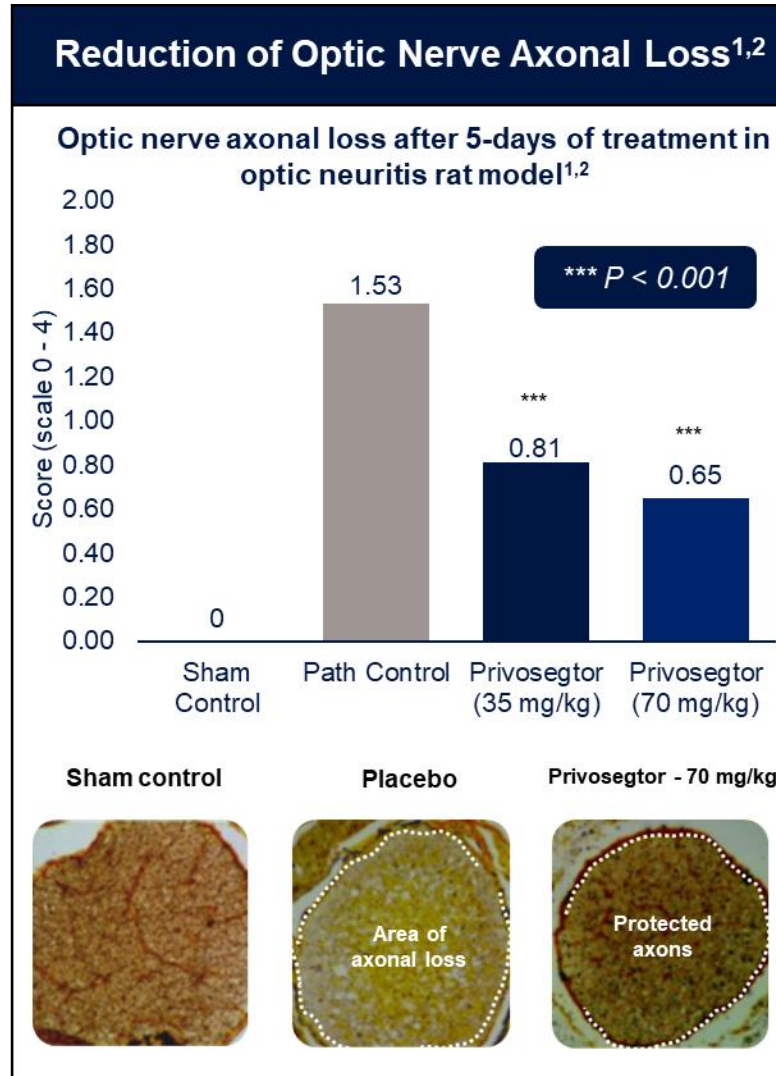 Reduction of Optic Nerve Axonal Loss1,2
Optic nerve axonal loss after 5-days of treatment in
optic neuritis rat model1,2
Score (scale 0 - 4)
2.00
1.80
1.60
1.40
1.20
1.00
0.80
0.60
0.40
0.20
0.00
*** P < 0.001
0
1.53
***
0.81
***
0.65
Sham
Control
Path Control
Privosegtor
(35 mg/kg)
Privosegtor
(70 mg/kg)
Sham control
Placebo
Privosegtor - 70 mg/kg
Area of
axonal loss
Protected
axons